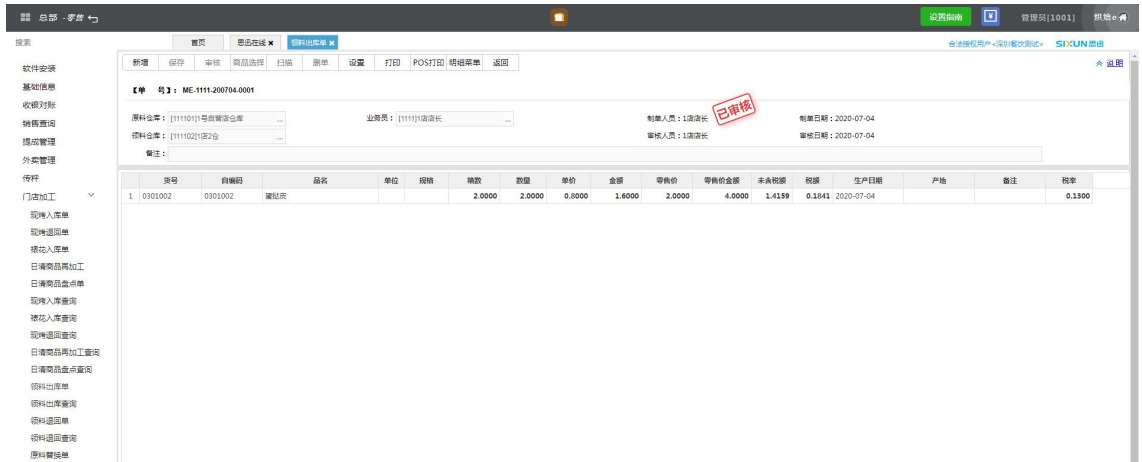 总部 -零售
设置指南
管理员[1001]
烘焙e
搜索
首页
思迅在线 ×
领料出库单 ×
合法授权用户<深圳餐饮测试>
SiXUN思迅
新增 保存 审核 商品选择 扫描 删单 设置 打印 POS打印 明细菜单 返回
说明
【单 号】: ME-1111-200704-0001
原料仓库: [111101]1号自营店仓库 ...
业务员: [1111]1店店长 ...
制单人员: 1店店长
已审核
制单日期: 2020-07-04
领料仓库: [111102]1店2仓 ...
审核人员: 1店店长
审核日期: 2020-07-04
备注:
货号 自编码 品名 单位 规格 箱数 数量 单价 金额 零售价 零售价金额 未含税额 税额 生产日期 产地 备注 税率
1 0301002 0301002 蛋挞皮 2.0000 2.0000 0.8000 1.6000 2.0000 4.0000 1.4159 0.1841 2020-07-04 0.1300
软件安装
基础信息
收银对账
销售查询
提成管理
外卖管理
传秤
门店加工
现烤入库单
现烤退回单
裱花入库单
日清商品再加工
日清商品盘点单
现烤入库查询
裱花入库查询
现烤退回查询
日清商品再加工查询
日清商品盘点查询
领料出库单
领料出库查询
领料退回单
领料退回查询
原料替换单